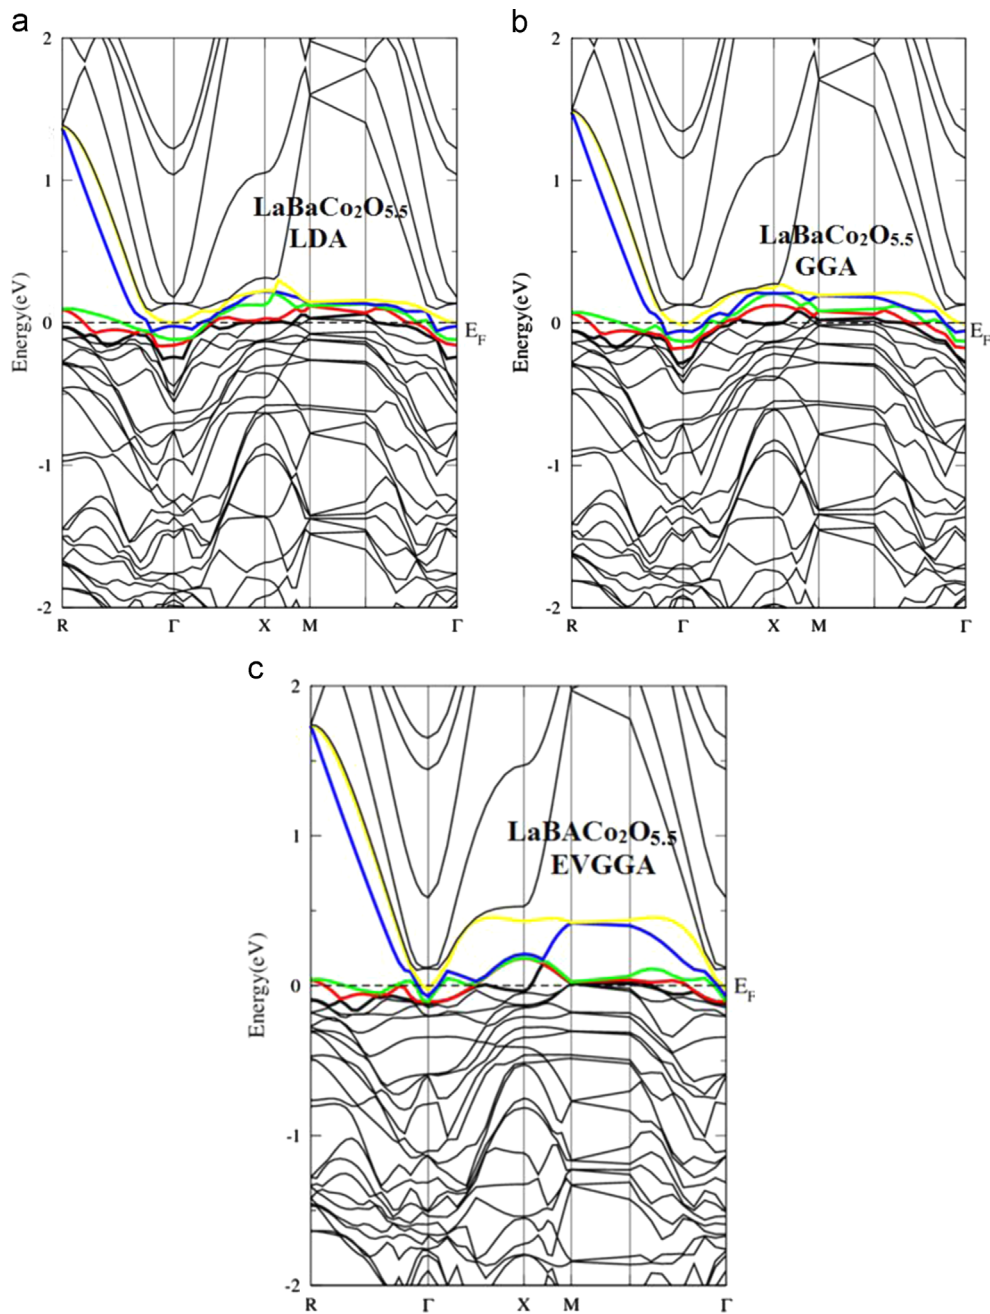 a
2
1
0
-1
-2
Energy(eV)
LaBaCo₂O₅.₅
LDA
E_F
R Γ X M Γ
b
2
1
0
-1
-2
Energy(eV)
LaBaCo₂O₅.₅
GGA
E_F
R Γ X M Γ
c
2
1
0
-1
-2
Energy(eV)
LaBACo₂O₅.₅
EVGGA
E_F
R Γ X M Γ